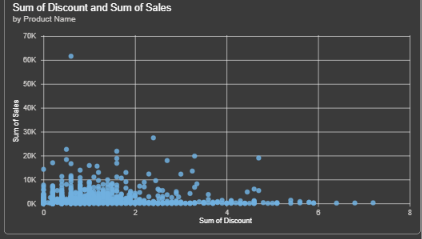 Sum of Discount and Sum of Sales
by Product Name
70K
60K
50K
40K
30K
20K
10K
0K
Sum of Sales
0
2
4
6
8
Sum of Discount